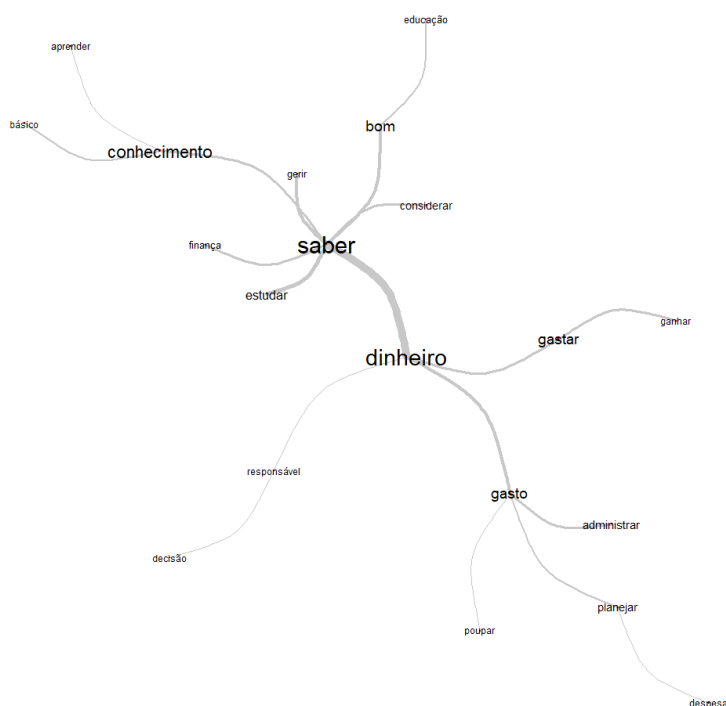 educação
aprender
básico
bom
conhecimento
gerir
considerar
saber
finança
estudar
ganhar
gastar
dinheiro
responsável
gasto
administrar
decisão
planejar
poupar
despesa